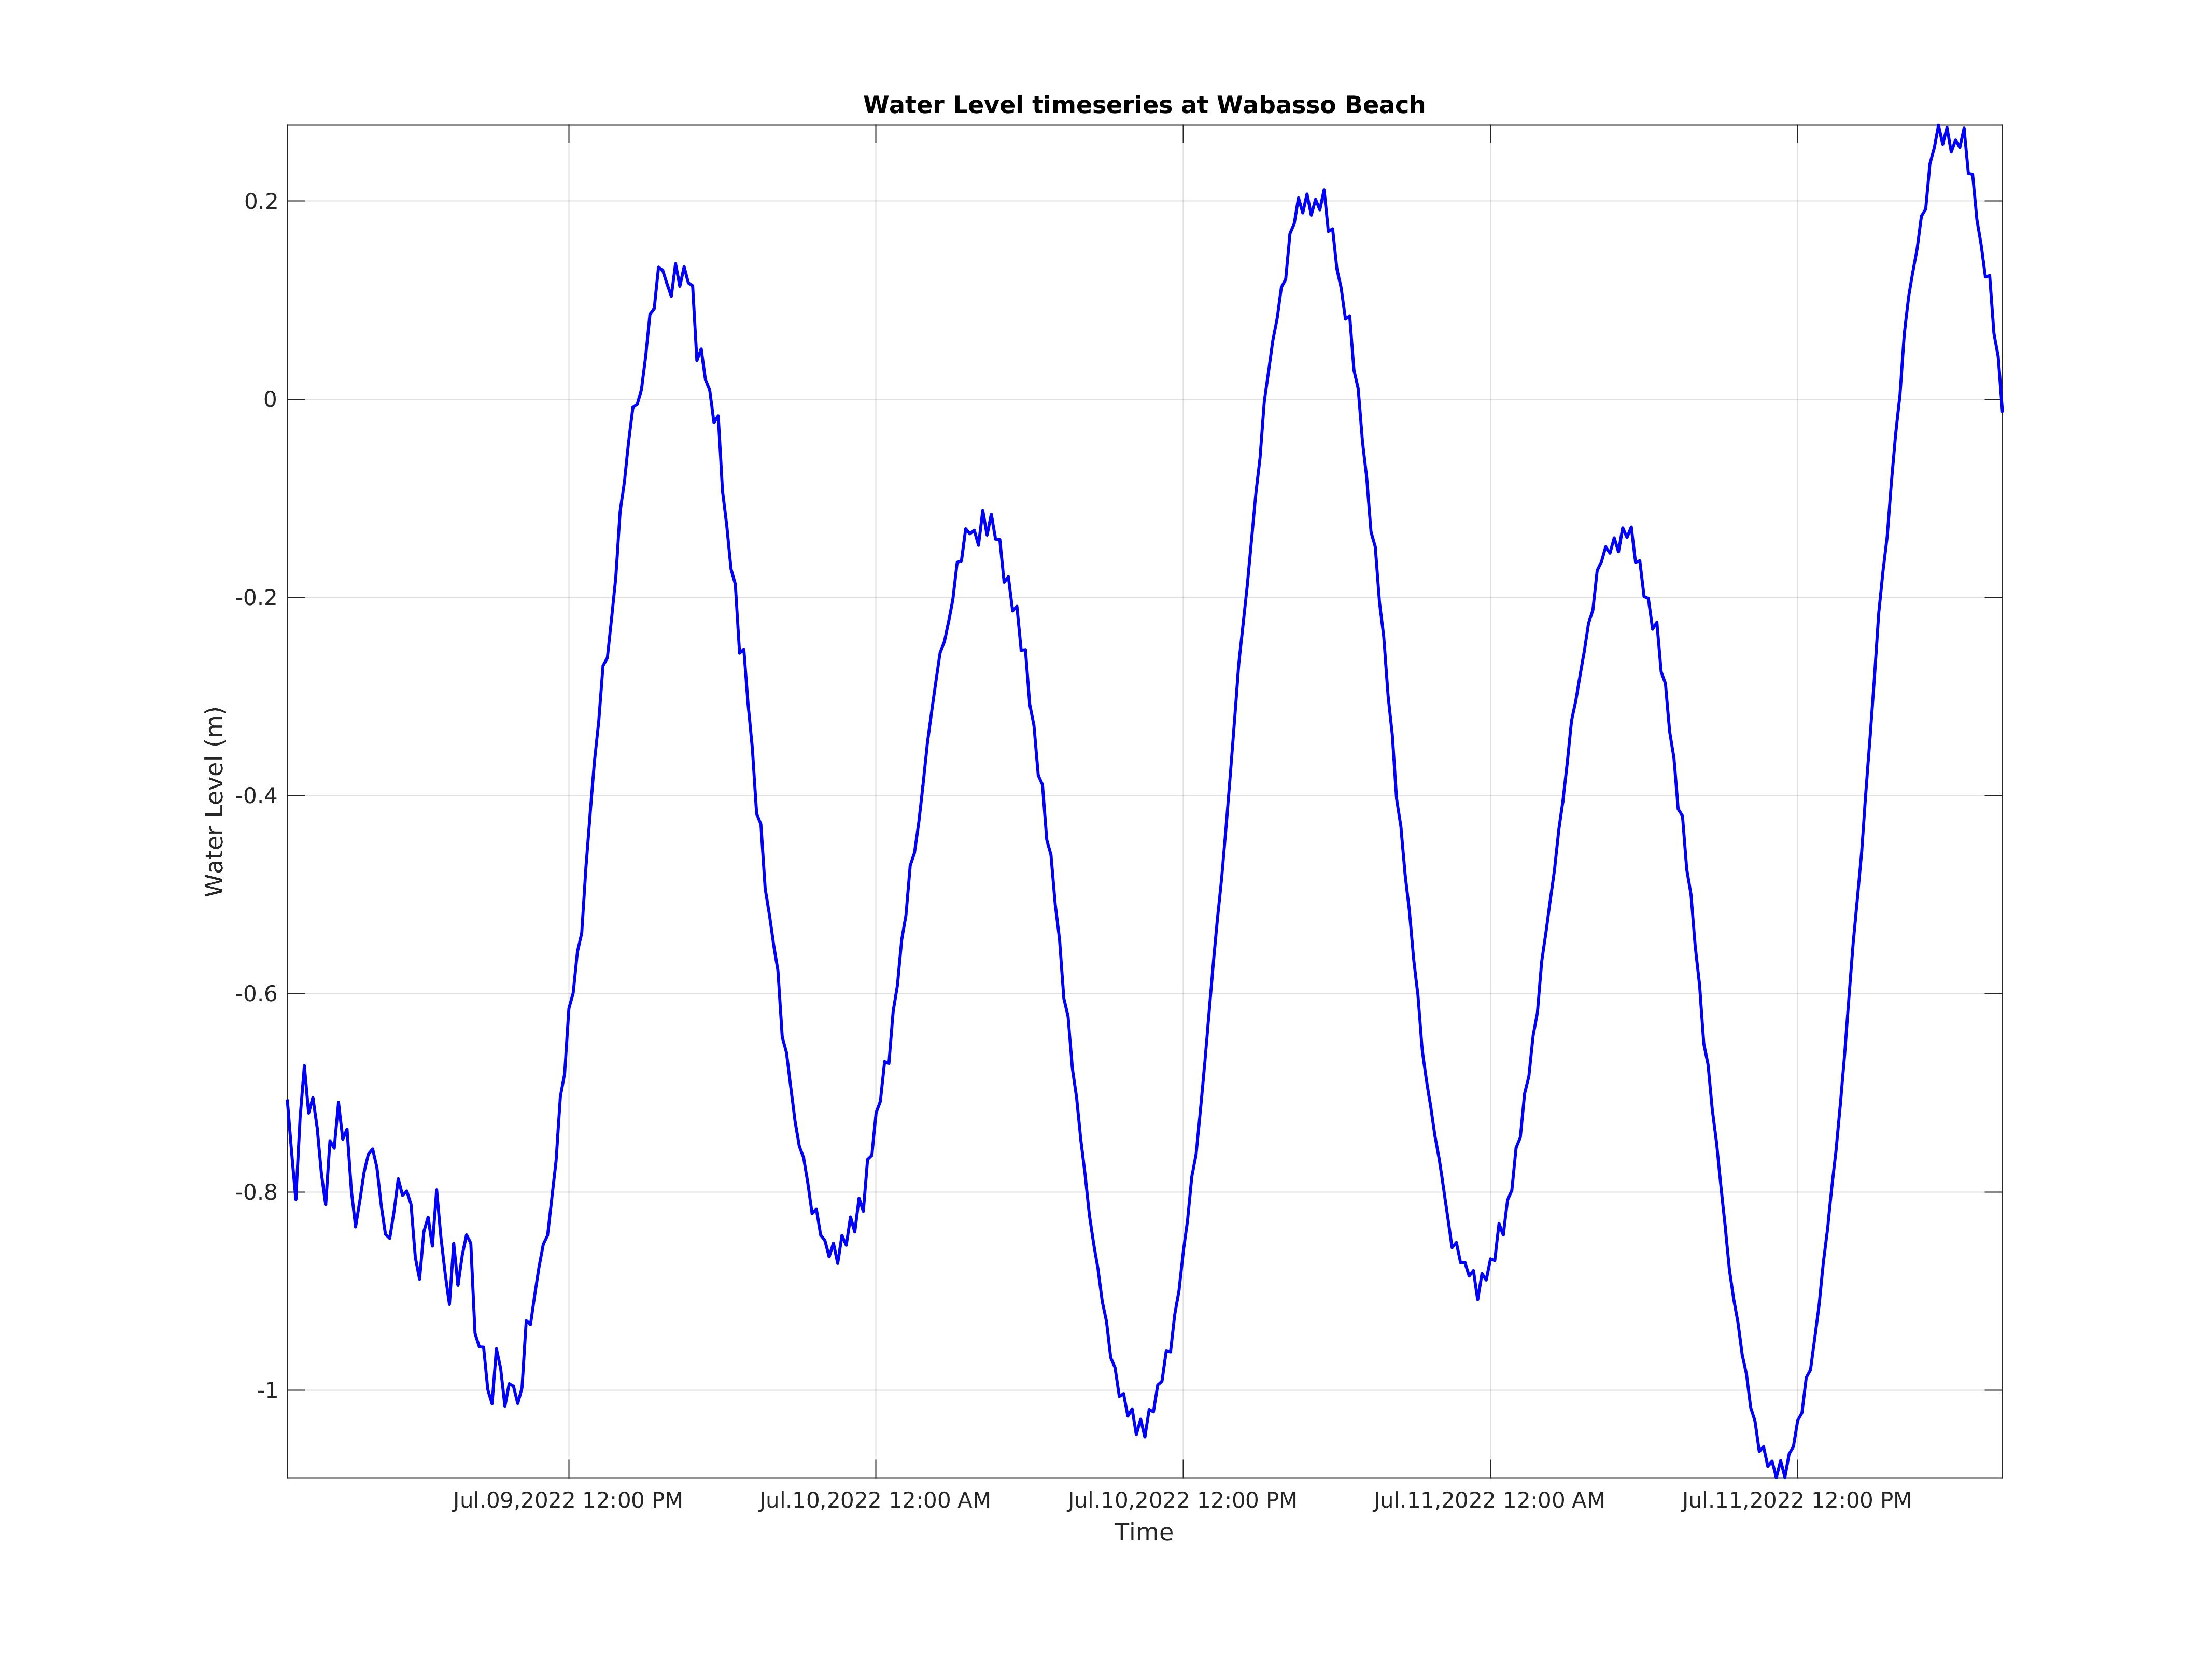 Water Level timeseries at Wabasso Beach
0.2
0
-0.2
-0.4
-0.6
-0.8
-1
Water Level (m)
Jul.09,2022 12:00 PM
Jul.10,2022 12:00 AM
Jul.10,2022 12:00 PM
Jul.11,2022 12:00 AM
Jul.11,2022 12:00 PM
Time